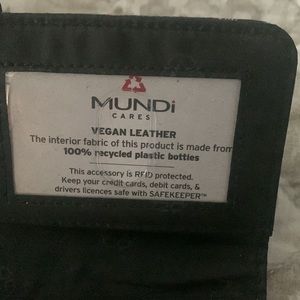 MUNDi
CARES
VEGAN LEATHER
The interior fabric of this product is made from
100% recycled plastic bottles
This accessory is RFID protected.
Keep your credit cards, debit cards, &
drivers licences safe with SAFEKEEPER™